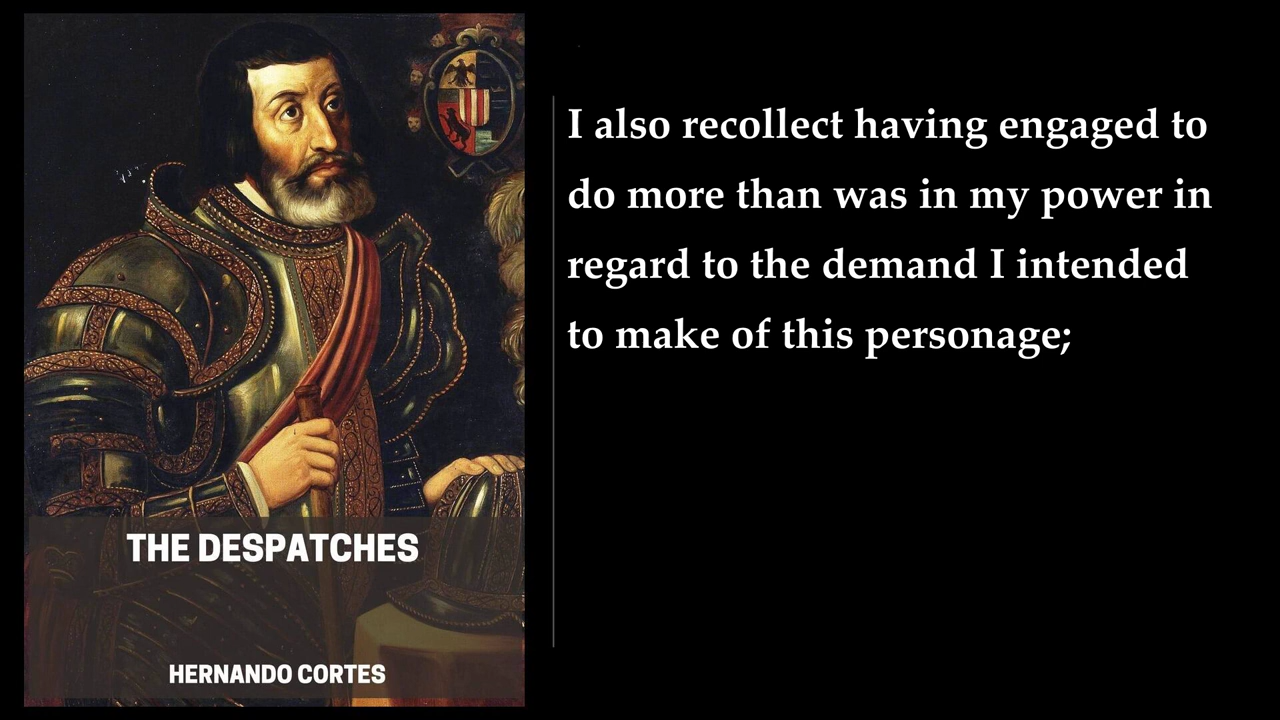 I also recollect having engaged to
do more than was in my power in
regard to the demand I intended
to make of this personage;
THE DESPATCHES
HERNANDO CORTES